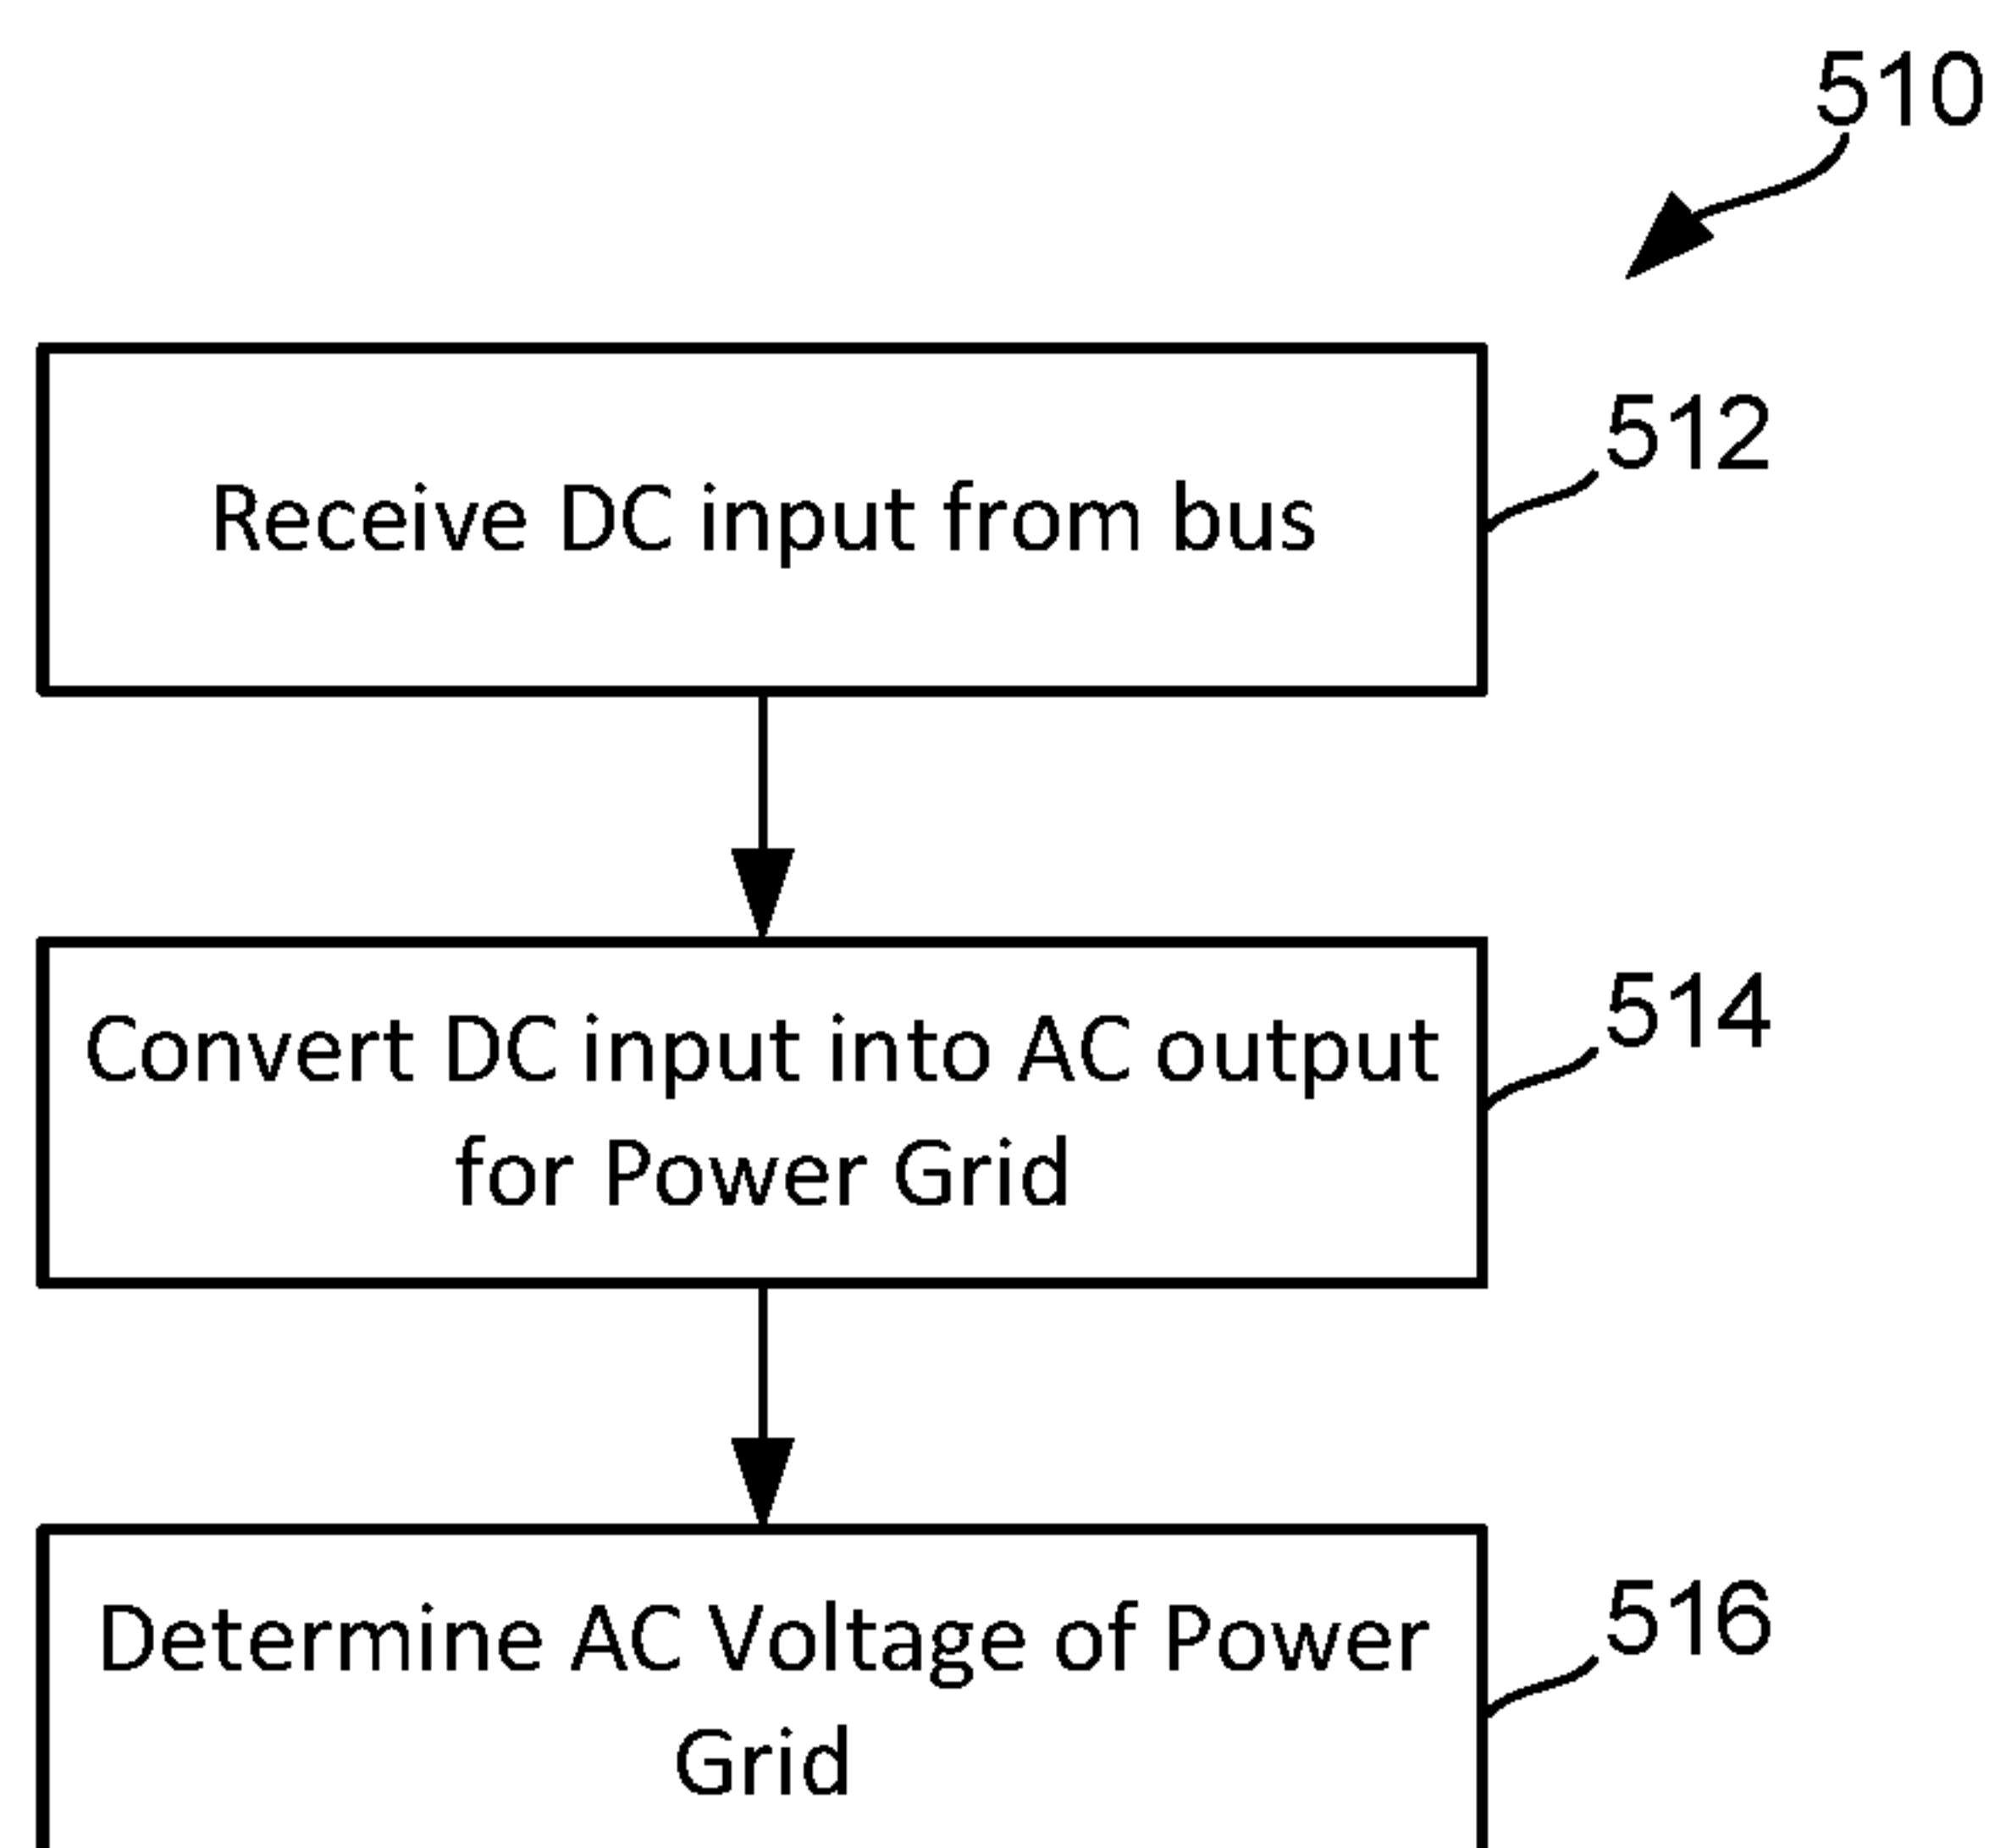 510
512
Receive DC input from bus
514
Convert DC input into AC output
for Power Grid
516
Determine AC Voltage of Power
Grid